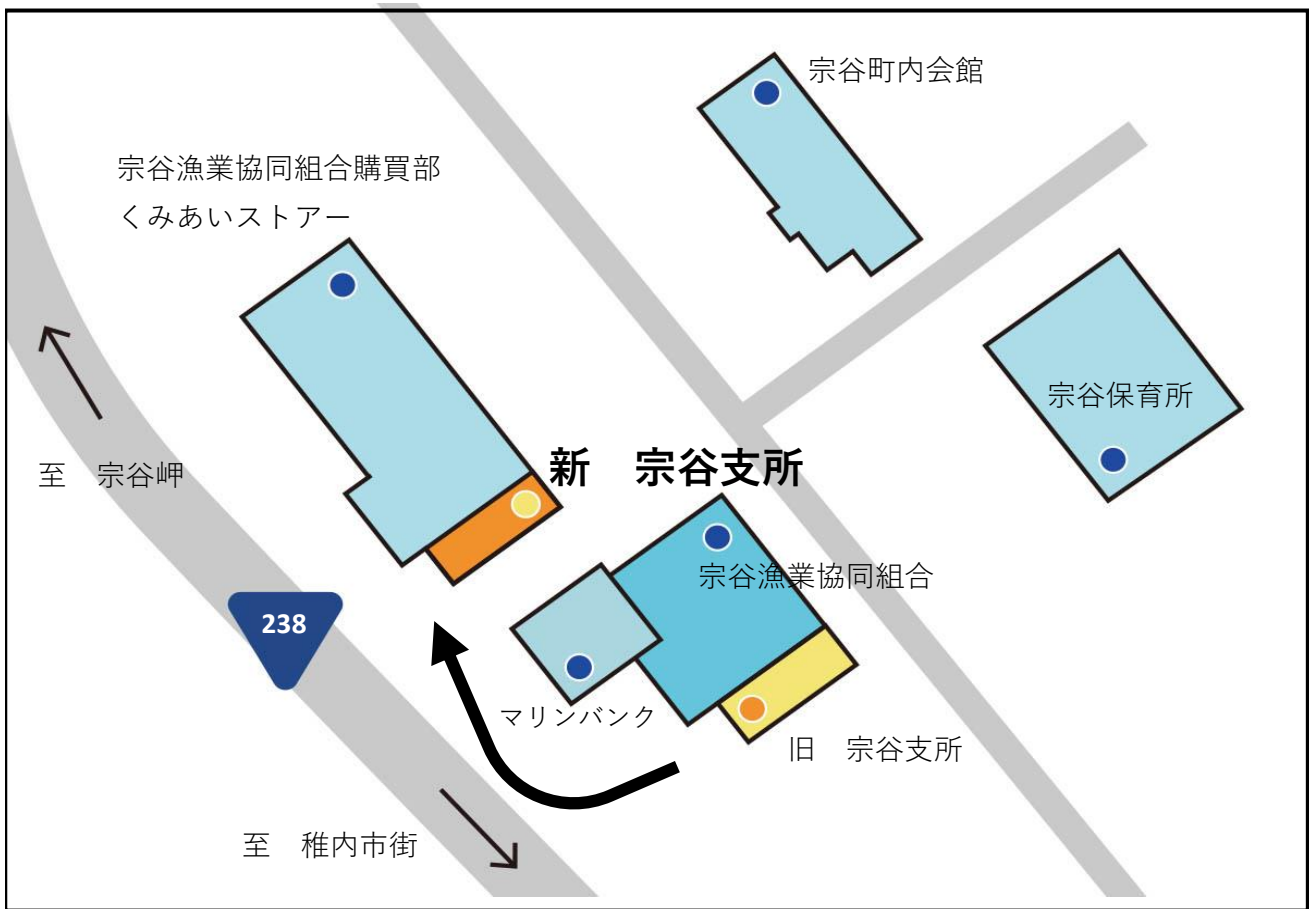 宗谷町内会館
宗谷漁業協同組合購買部
くみあいストアー
宗谷保育所
新　宗谷支所
至　宗谷岬
宗谷漁業協同組合
238
マリンバンク
旧　宗谷支所
至　稚内市街